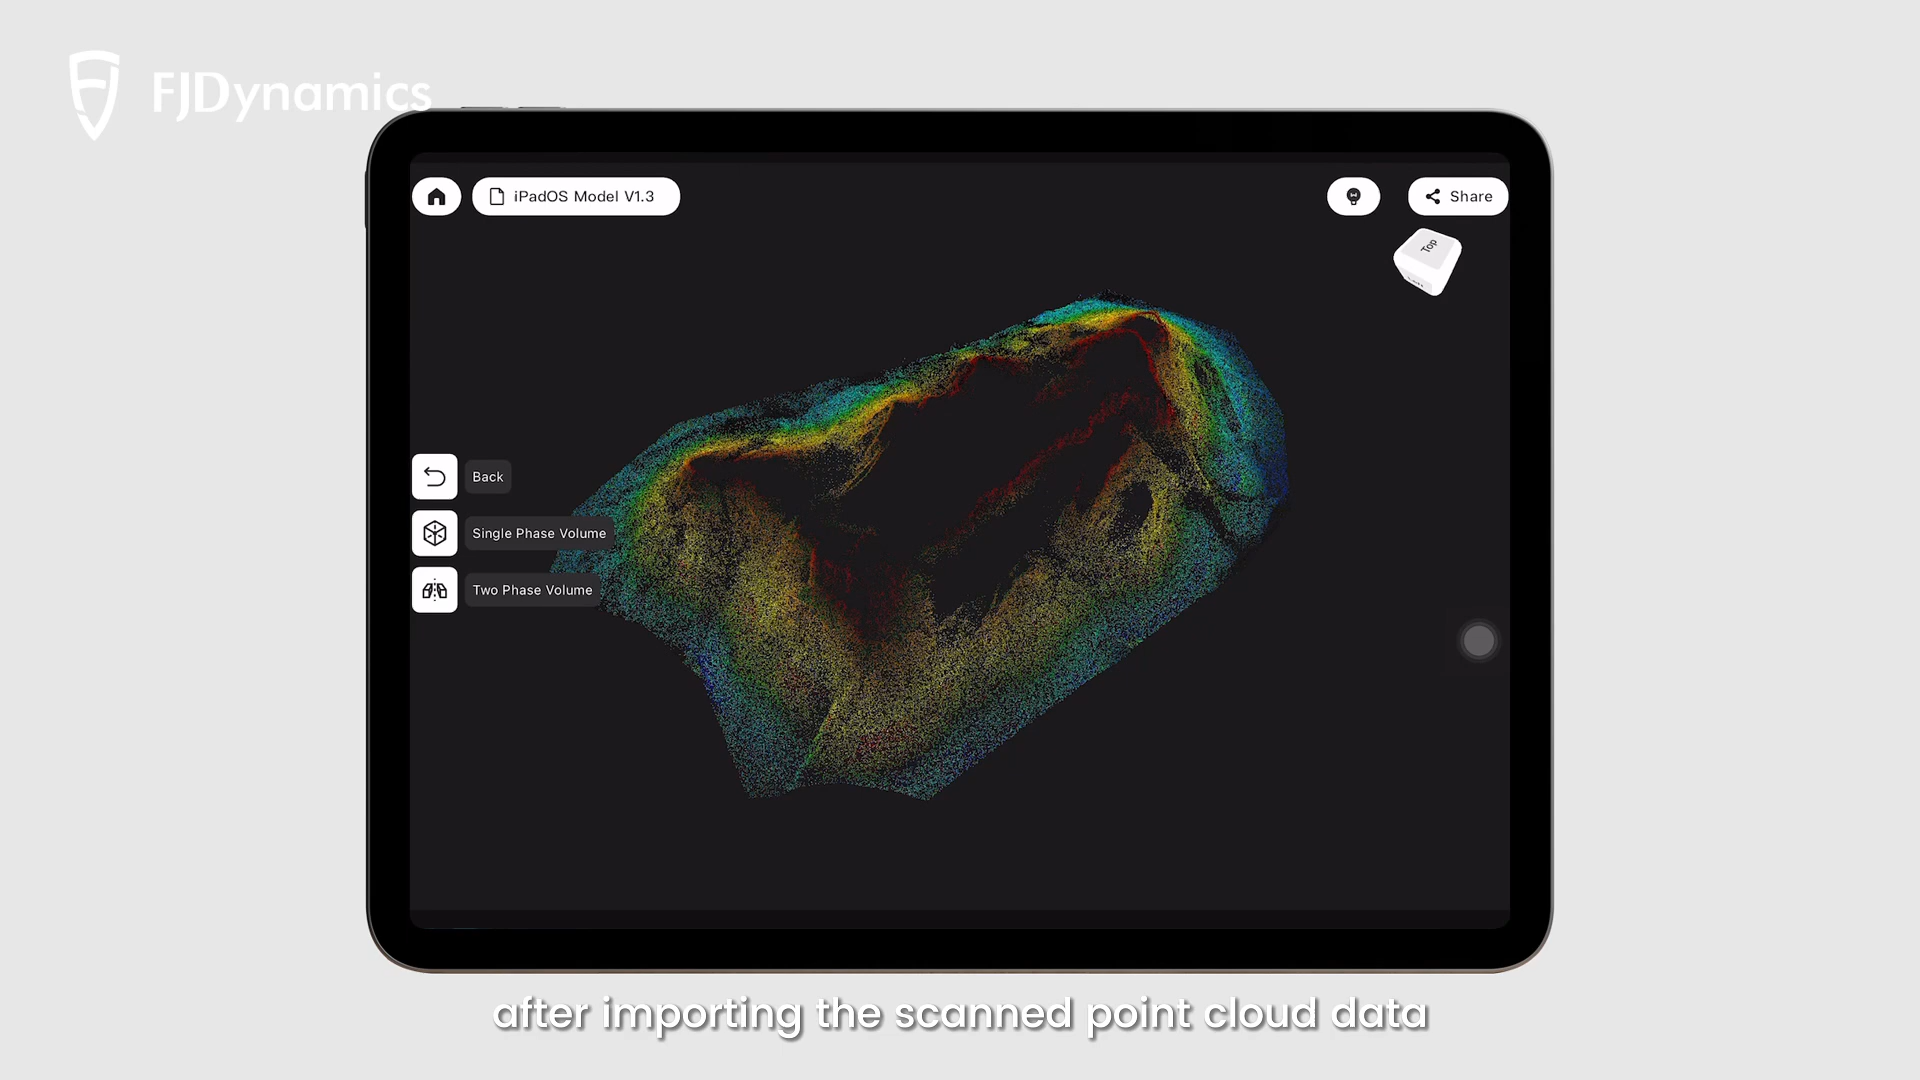 FJDynamics
iPadOS Model V1.3
Share
Top
Back
Single Phase Volume
Two Phase Volume
after importing the scanned point cloud data